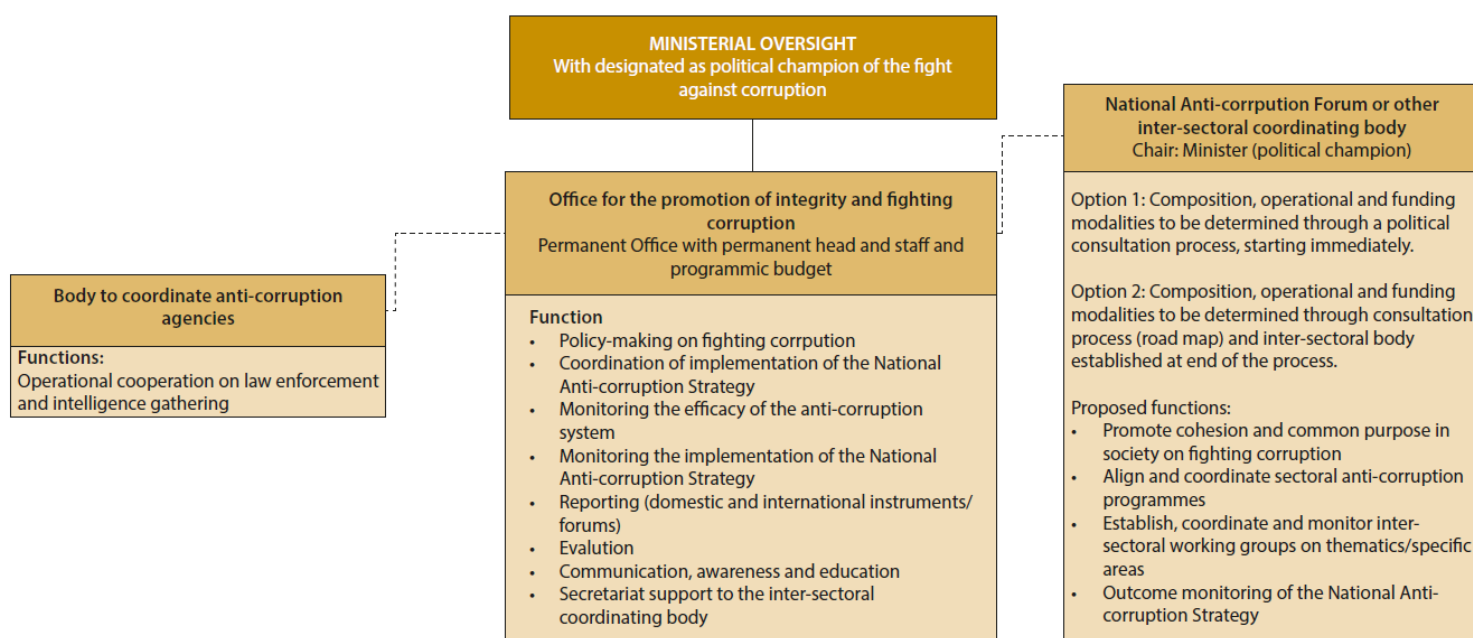 MINISTERIAL OVERSIGHT
With designated as political champion of the fight
against corruption
Office for the promotion of integrity and fighting
corruption
Permanent Office with permanent head and staff and
programmic budget
Function
• Policy-making on fighting corrpution
• Coordination of implementation of the National
Anti-corruption Strategy
• Monitoring the efficacy of the anti-corruption
system
• Monitoring the implementation of the National
Anti-corruption Strategy
• Reporting (domestic and international instruments/
forums)
• Evalution
• Communication, awareness and education
• Secretariat support to the inter-sectoral
coordinating body
Body to coordinate anti-corruption
agencies
Functions:
Operational cooperation on law enforcement
and intelligence gathering
National Anti-corrpution Forum or other
inter-sectoral coordinating body
Chair: Minister (political champion)
Option 1: Composition, operational and funding
modalities to be determined through a political
consultation process, starting immediately.
Option 2: Composition, operational and funding
modalities to be determined through consultation
process (road map) and inter-sectoral body
established at end of the process.
Proposed functions:
• Promote cohesion and common purpose in
society on fighting corruption
• Align and coordinate sectoral anti-corruption
programmes
• Establish, coordinate and monitor inter-
sectoral working groups on thematics/specific
areas
• Outcome monitoring of the National Anti-
corruption Strategy